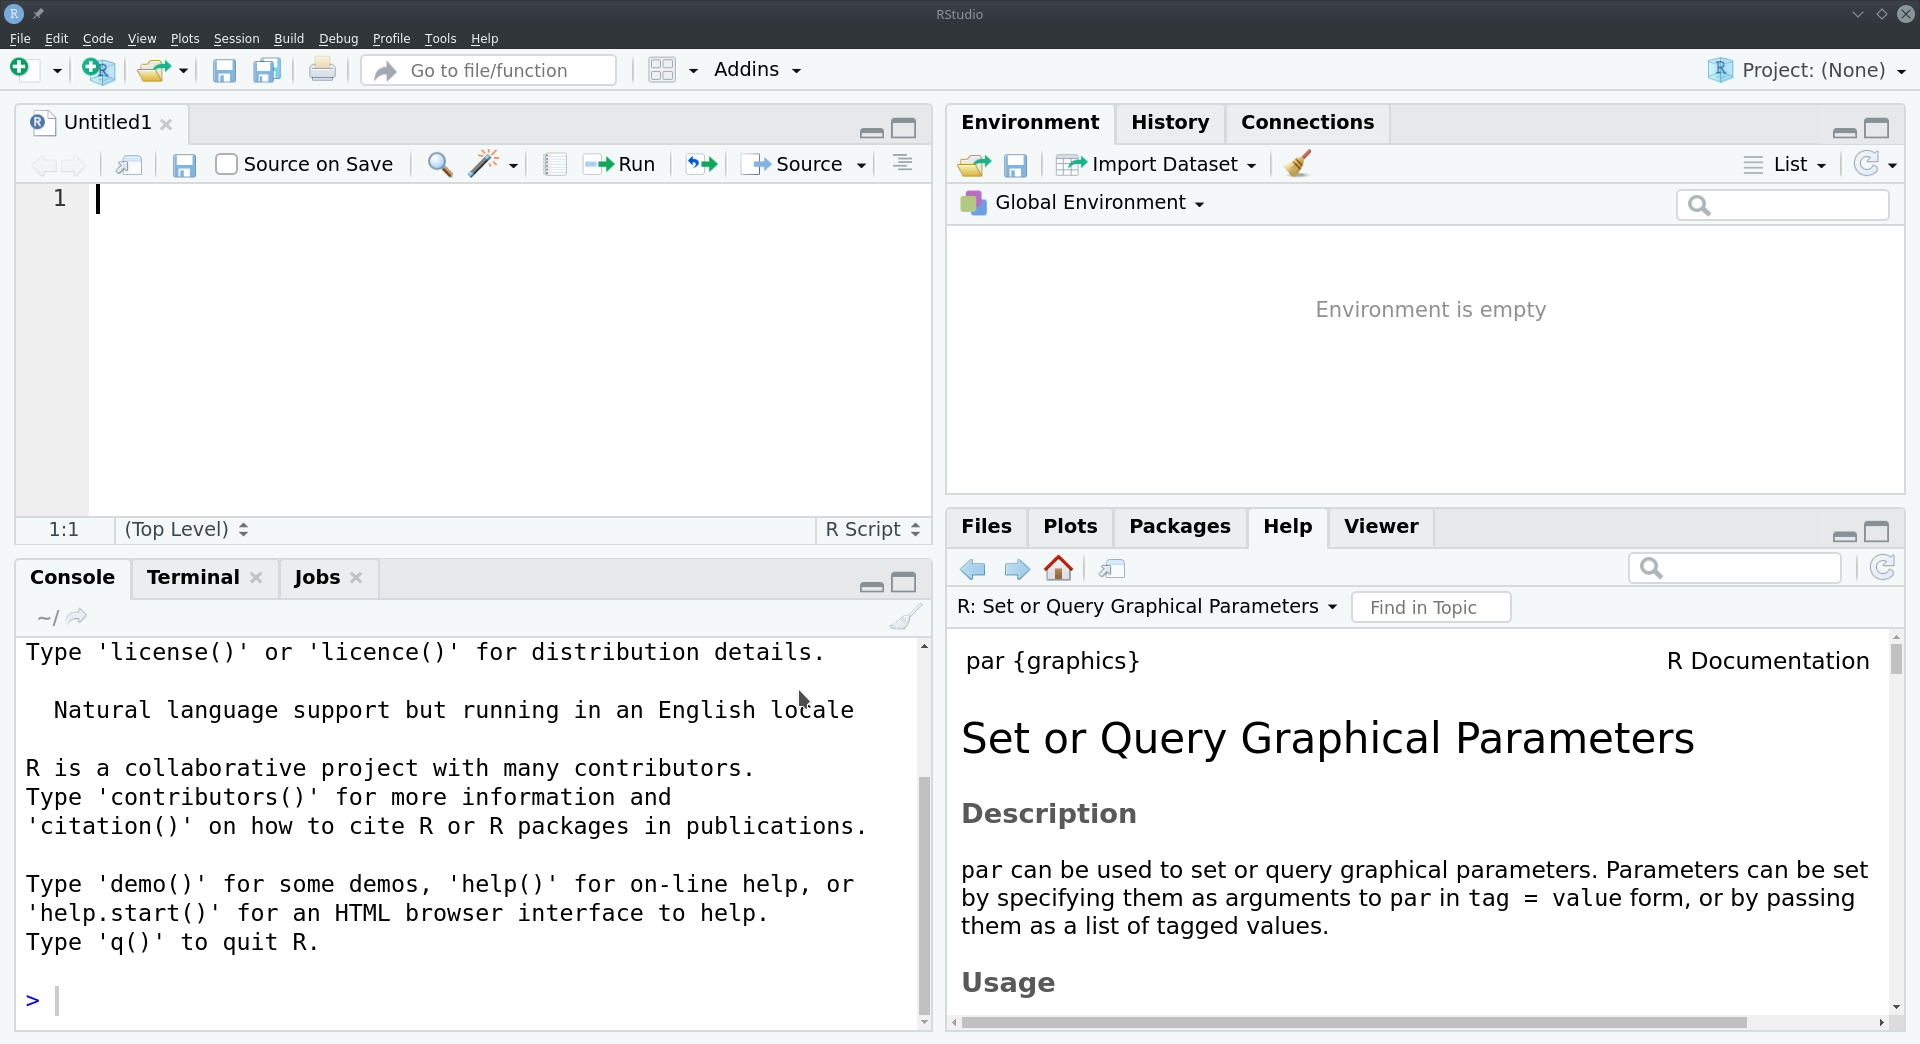 RStudio
File Edit Code View Plots Session Build Debug Profile Tools Help
Go to file/function Addins Project: (None)
Untitled1
Source on Save Run Source
1
1:1 (Top Level) R Script
Console Terminal Jobs
~/
Type 'license()' or 'licence()' for distribution details.
Natural language support but running in an English locale
R is a collaborative project with many contributors.
Type 'contributors()' for more information and
'citation()' on how to cite R or R packages in publications.
Type 'demo()' for some demos, 'help()' for on-line help, or
'help.start()' for an HTML browser interface to help.
Type 'q()' to quit R.
>
Environment History Connections
Import Dataset List
Global Environment
Environment is empty
Files Plots Packages Help Viewer
R: Set or Query Graphical Parameters Find in Topic
par {graphics} R Documentation
Set or Query Graphical Parameters
Description
par can be used to set or query graphical parameters. Parameters can be set
by specifying them as arguments to par in tag = value form, or by passing
them as a list of tagged values.
Usage